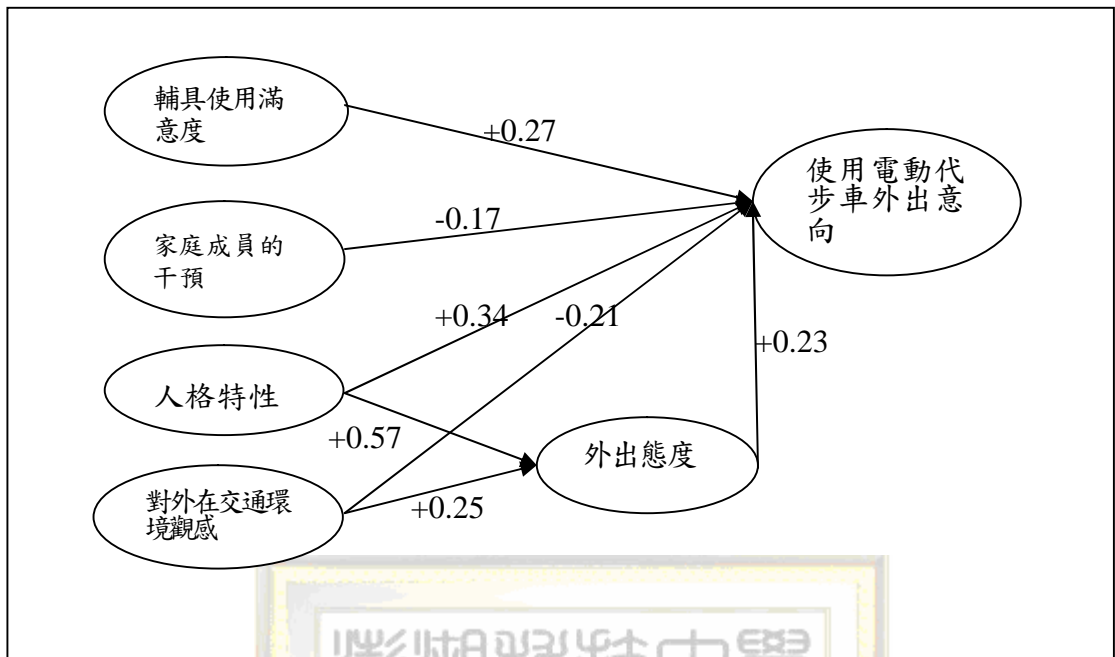 輔具使用滿
意度
+0.27
使用電動代
步車外出意
向
家庭成員的
干預
-0.17
人格特性
+0.34
-0.21
+0.23
+0.57
外出態度
對外在交通環
境觀感
+0.25